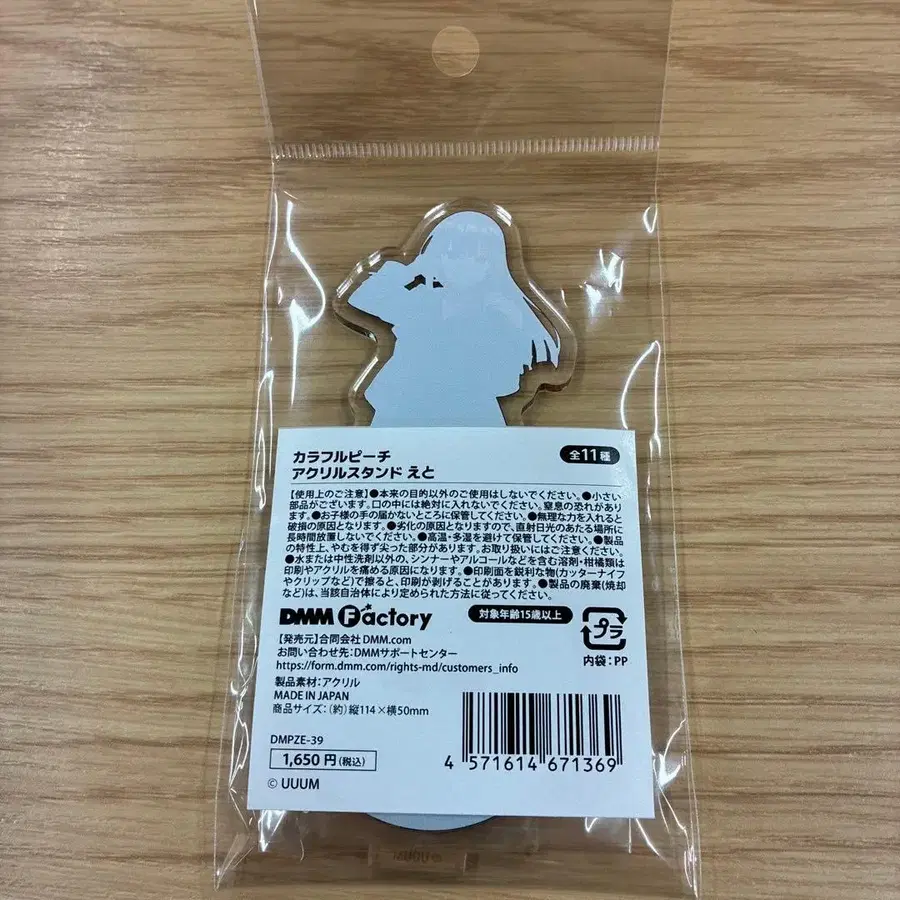 カラフルピーチ
アクリルスタンド えと
全11種
【使用上のご注意】●本来の目的以外のご使用はしないでください。●小さい
部品がございます。口の中には絶対に入れないでください。窒息の恐れがあり
ます。●お子様の手の届かないところに保管してください。●無理な力を入れると
破損の原因となります。●劣化の原因となりますので、直射日光のあたる場所に
長時間放置しないでください。●高温・多湿を避けて保管してください。●製品
の特性上、やむを得ず尖った部分があります。お取り扱いにはご注意ください。
●水または中性洗剤以外の、シンナーやアルコールなどを含む溶剤・柑橘類は
印刷やアクリルを痛める原因になります。●印刷面を鋭利な物(カッターナイフ
やクリップなど)で擦ると、印刷が剥げることがあります。●製品の廃棄(焼却
など)は、当該自治体により定められた方法に従ってください。
DMM Factory
対象年齢15歳以上
プラ
内袋:PP
【発売元】合同会社DMM.com
お問い合わせ先:DMMサポートセンター
https://form.dmm.com/rights-md/customers_info
製品素材:アクリル
MADE IN JAPAN
商品サイズ:(約)縦114×横50mm
DMPZE-39
1,650円(税込)
4 571614 671369
© UUUM